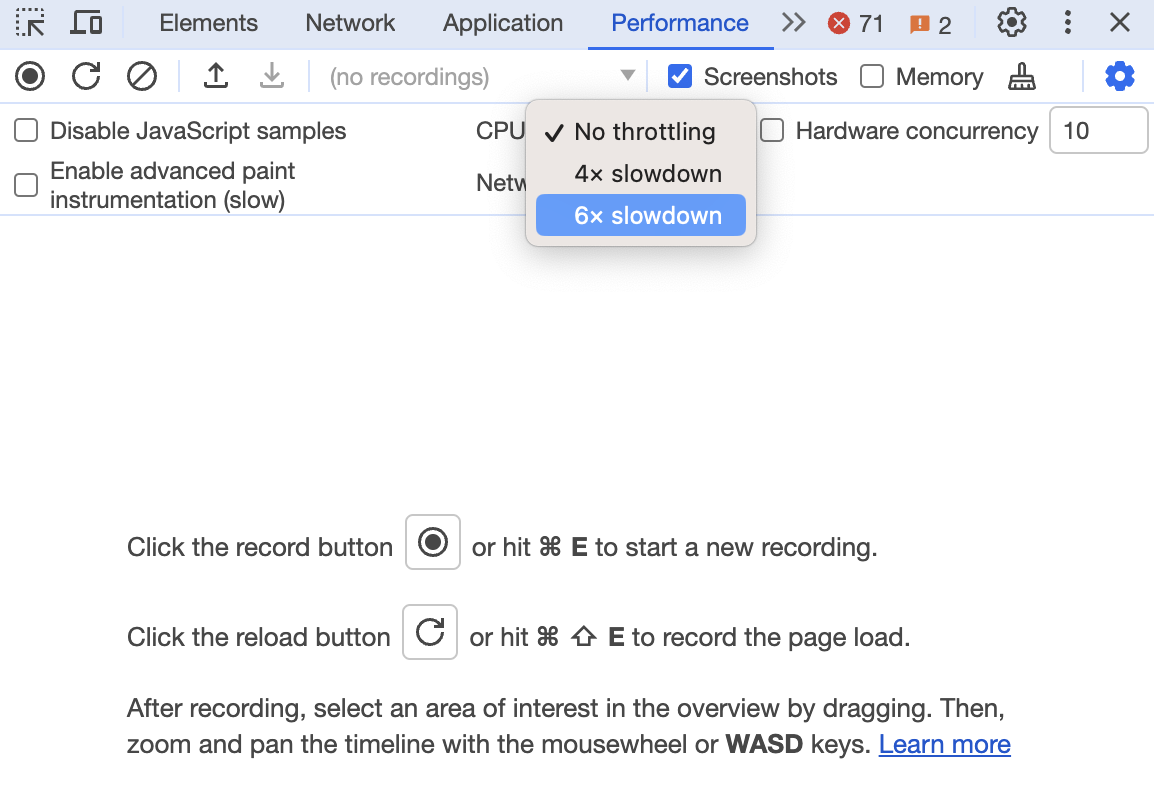 Elements Network Application Performance 71 2
(no recordings) Screenshots Memory
Disable JavaScript samples CPU No throttling Hardware concurrency 10
4× slowdown
Enable advanced paint
instrumentation (slow) Netw
6× slowdown
Click the record button or hit ⌘ E to start a new recording.
Click the reload button or hit ⌘ ⇧ E to record the page load.
After recording, select an area of interest in the overview by dragging. Then,
zoom and pan the timeline with the mousewheel or WASD keys. Learn more